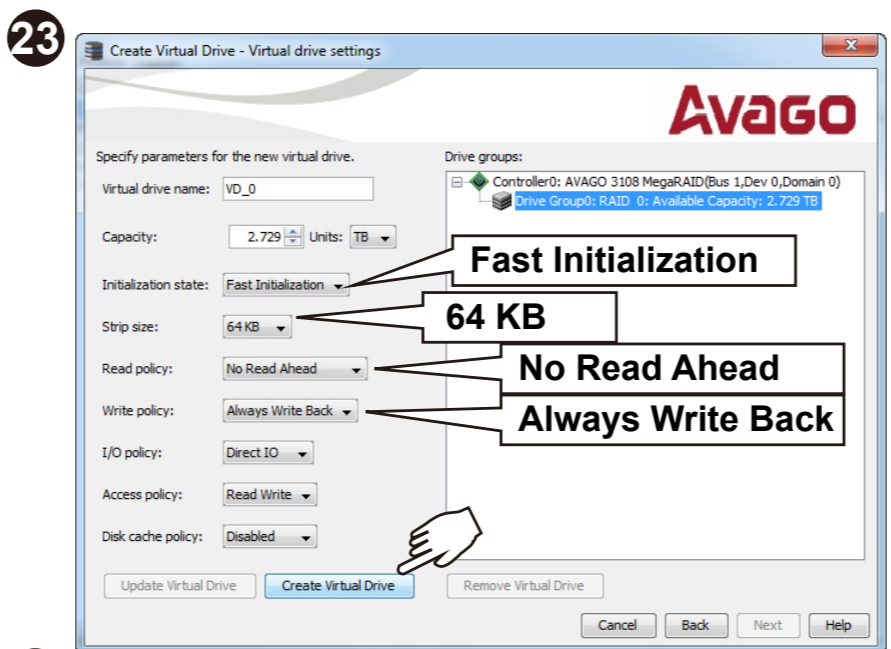 23
Create Virtual Drive - Virtual drive settings
x
AVAGO
Specify parameters for the new virtual drive.
Drive groups:
Virtual drive name: VD_0
Controller0: AVAGO 3108 MegaRAID(Bus 1,Dev 0,Domain 0)
Drive Group0: RAID 0: Available Capacity: 2.729 TB
Capacity: 2.729 Units: TB
Fast Initialization
Initialization state: Fast Initialization
64 KB
Strip size: 64 KB
No Read Ahead
Read policy: No Read Ahead
Always Write Back
Write policy: Always Write Back
I/O policy: Direct IO
Access policy: Read Write
Disk cache policy: Disabled
Update Virtual Drive Create Virtual Drive Remove Virtual Drive
Cancel Back Next Help